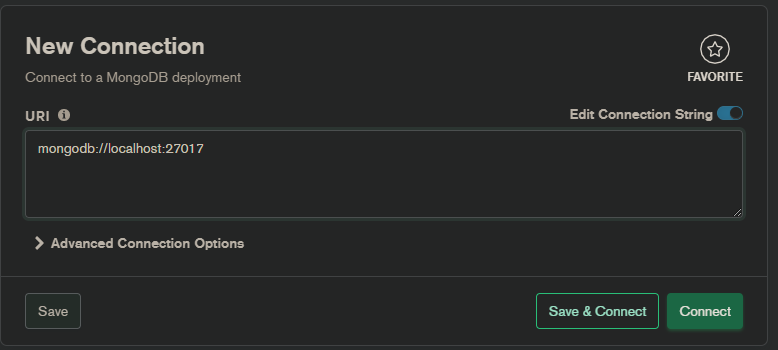 New Connection
Connect to a MongoDB deployment
FAVORITE
URI
Edit Connection String
mongodb://localhost:27017
Advanced Connection Options
Save
Save & Connect
Connect